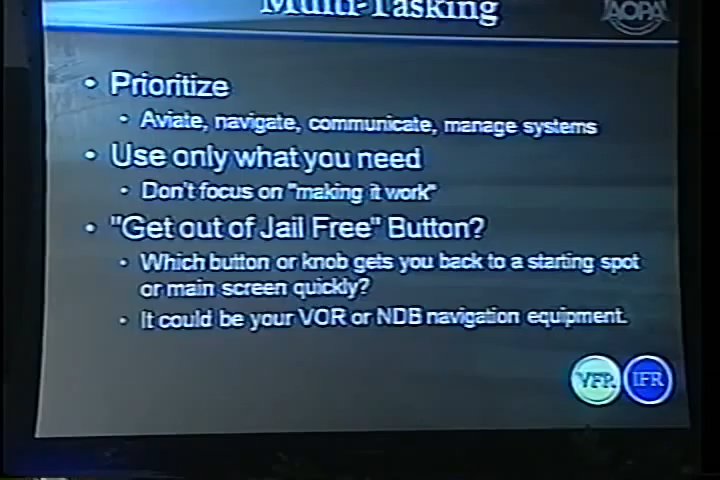 Multi-Tasking
AOPA
• Prioritize
• Aviate, navigate, communicate, manage systems
• Use only what you need
• Don't focus on "making it work"
• "Get out of Jail Free" Button?
• Which button or knob gets you back to a starting spot
or main screen quickly?
• It could be your VOR or NDB navigation equipment.
VFR IFR